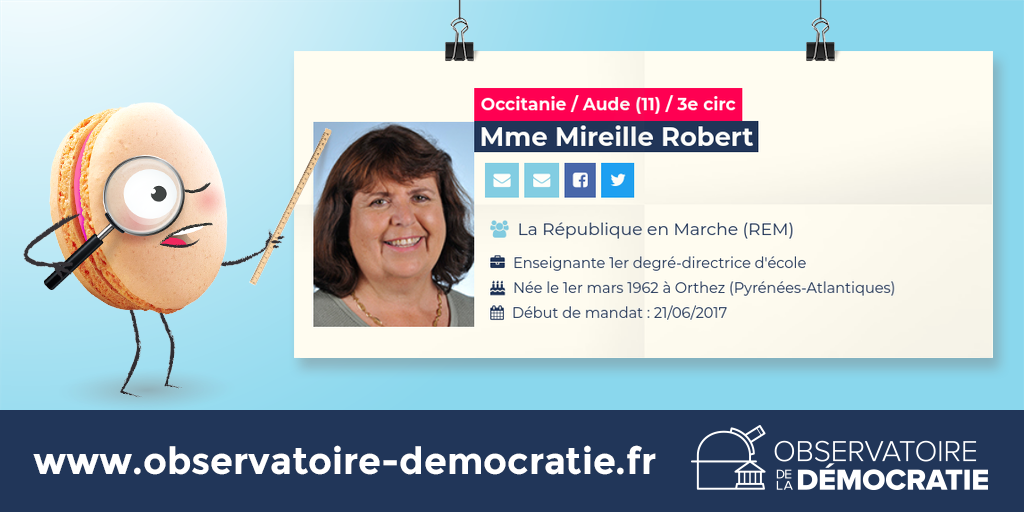 Occitanie / Aude (11) / 3e circ
Mme Mireille Robert
La République en Marche (REM)
Enseignante 1er degré-directrice d'école
Née le 1er mars 1962 à Orthez (Pyrénées-Atlantiques)
Début de mandat : 21/06/2017
www.observatoire-democratie.fr
OBSERVATOIRE
DE LA DÉMOCRATIE